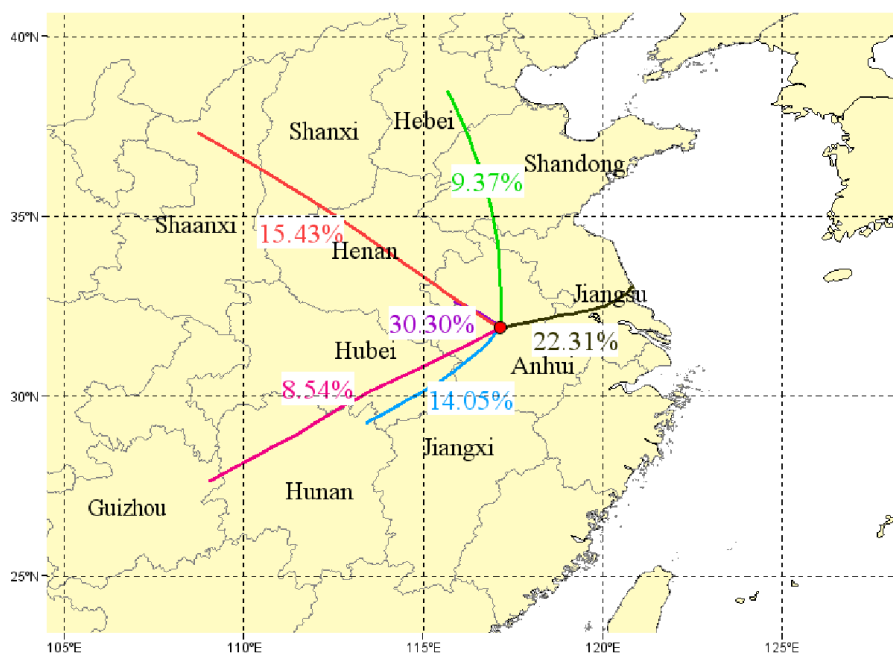 40°N
Shanxi
Hebei
Shandong
9.37%
35°N
Shaanxi
15.43%
Henan
Jiangsu
30.30%
22.31%
Hubei
Anhui
30°N
8.54%
14.05%
Jiangxi
Guizhou
Hunan
25°N
105°E
110°E
115°E
120°E
125°E